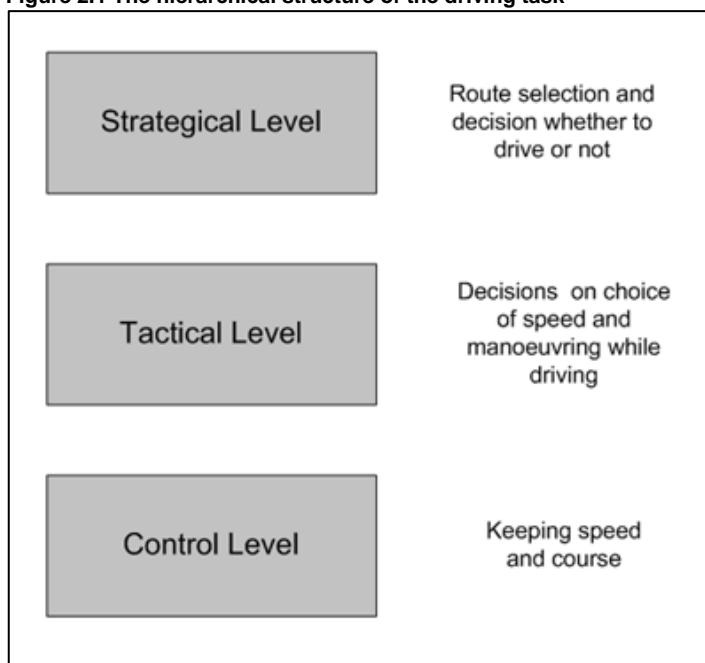 Figure 2.1 The hierarchical structure of the driving task
Strategical Level
Route selection and
decision whether to
drive or not
Tactical Level
Decisions on choice
of speed and
manoeuvring while
driving
Control Level
Keeping speed
and course